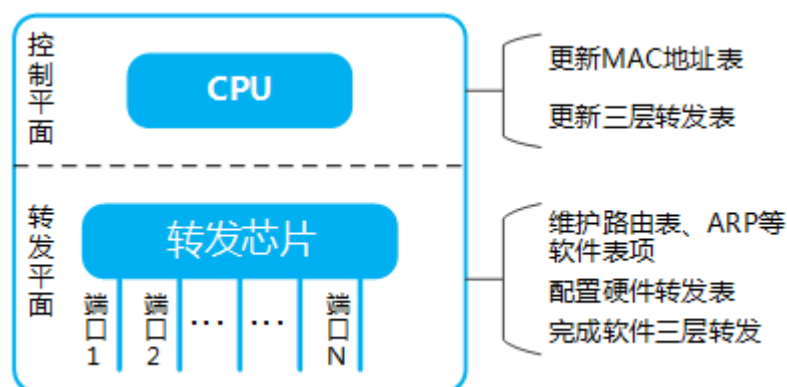 控制平面
CPU
更新MAC地址表
更新三层转发表
转发平面
转发芯片
端口1
端口2
...
...
端口N
维护路由表、ARP等
软件表项
配置硬件转发表
完成软件三层转发